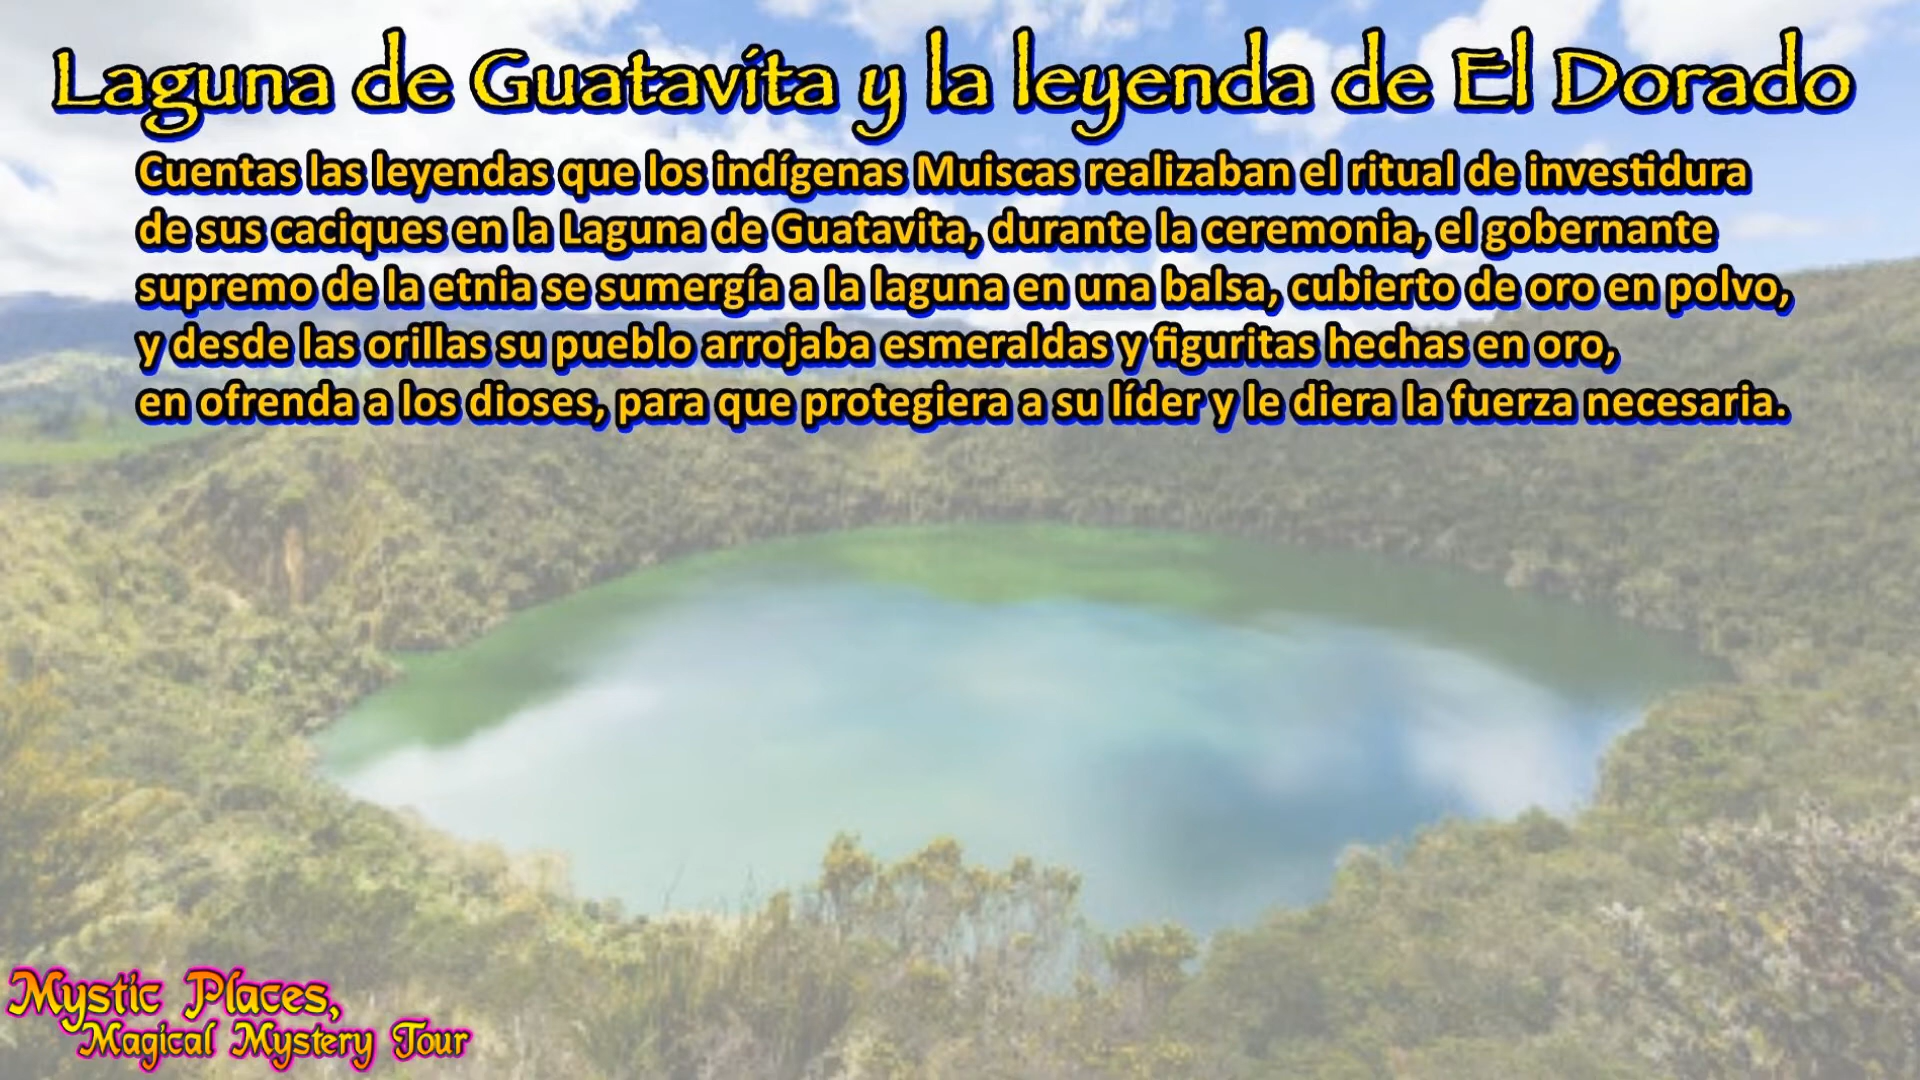 Laguna de Guatavita y la leyenda de El Dorado
Cuentas las leyendas que los indígenas Muiscas realizaban el ritual de investidura
de sus caciques en la Laguna de Guatavita, durante la ceremonia, el gobernante
supremo de la etnia se sumergía a la laguna en una balsa, cubierto de oro en polvo,
y desde las orillas su pueblo arrojaba esmeraldas y figuritas hechas en oro,
en ofrenda a los dioses, para que protegiera a su líder y le diera la fuerza necesaria.
Mystic Places,
Magical Mystery Tour